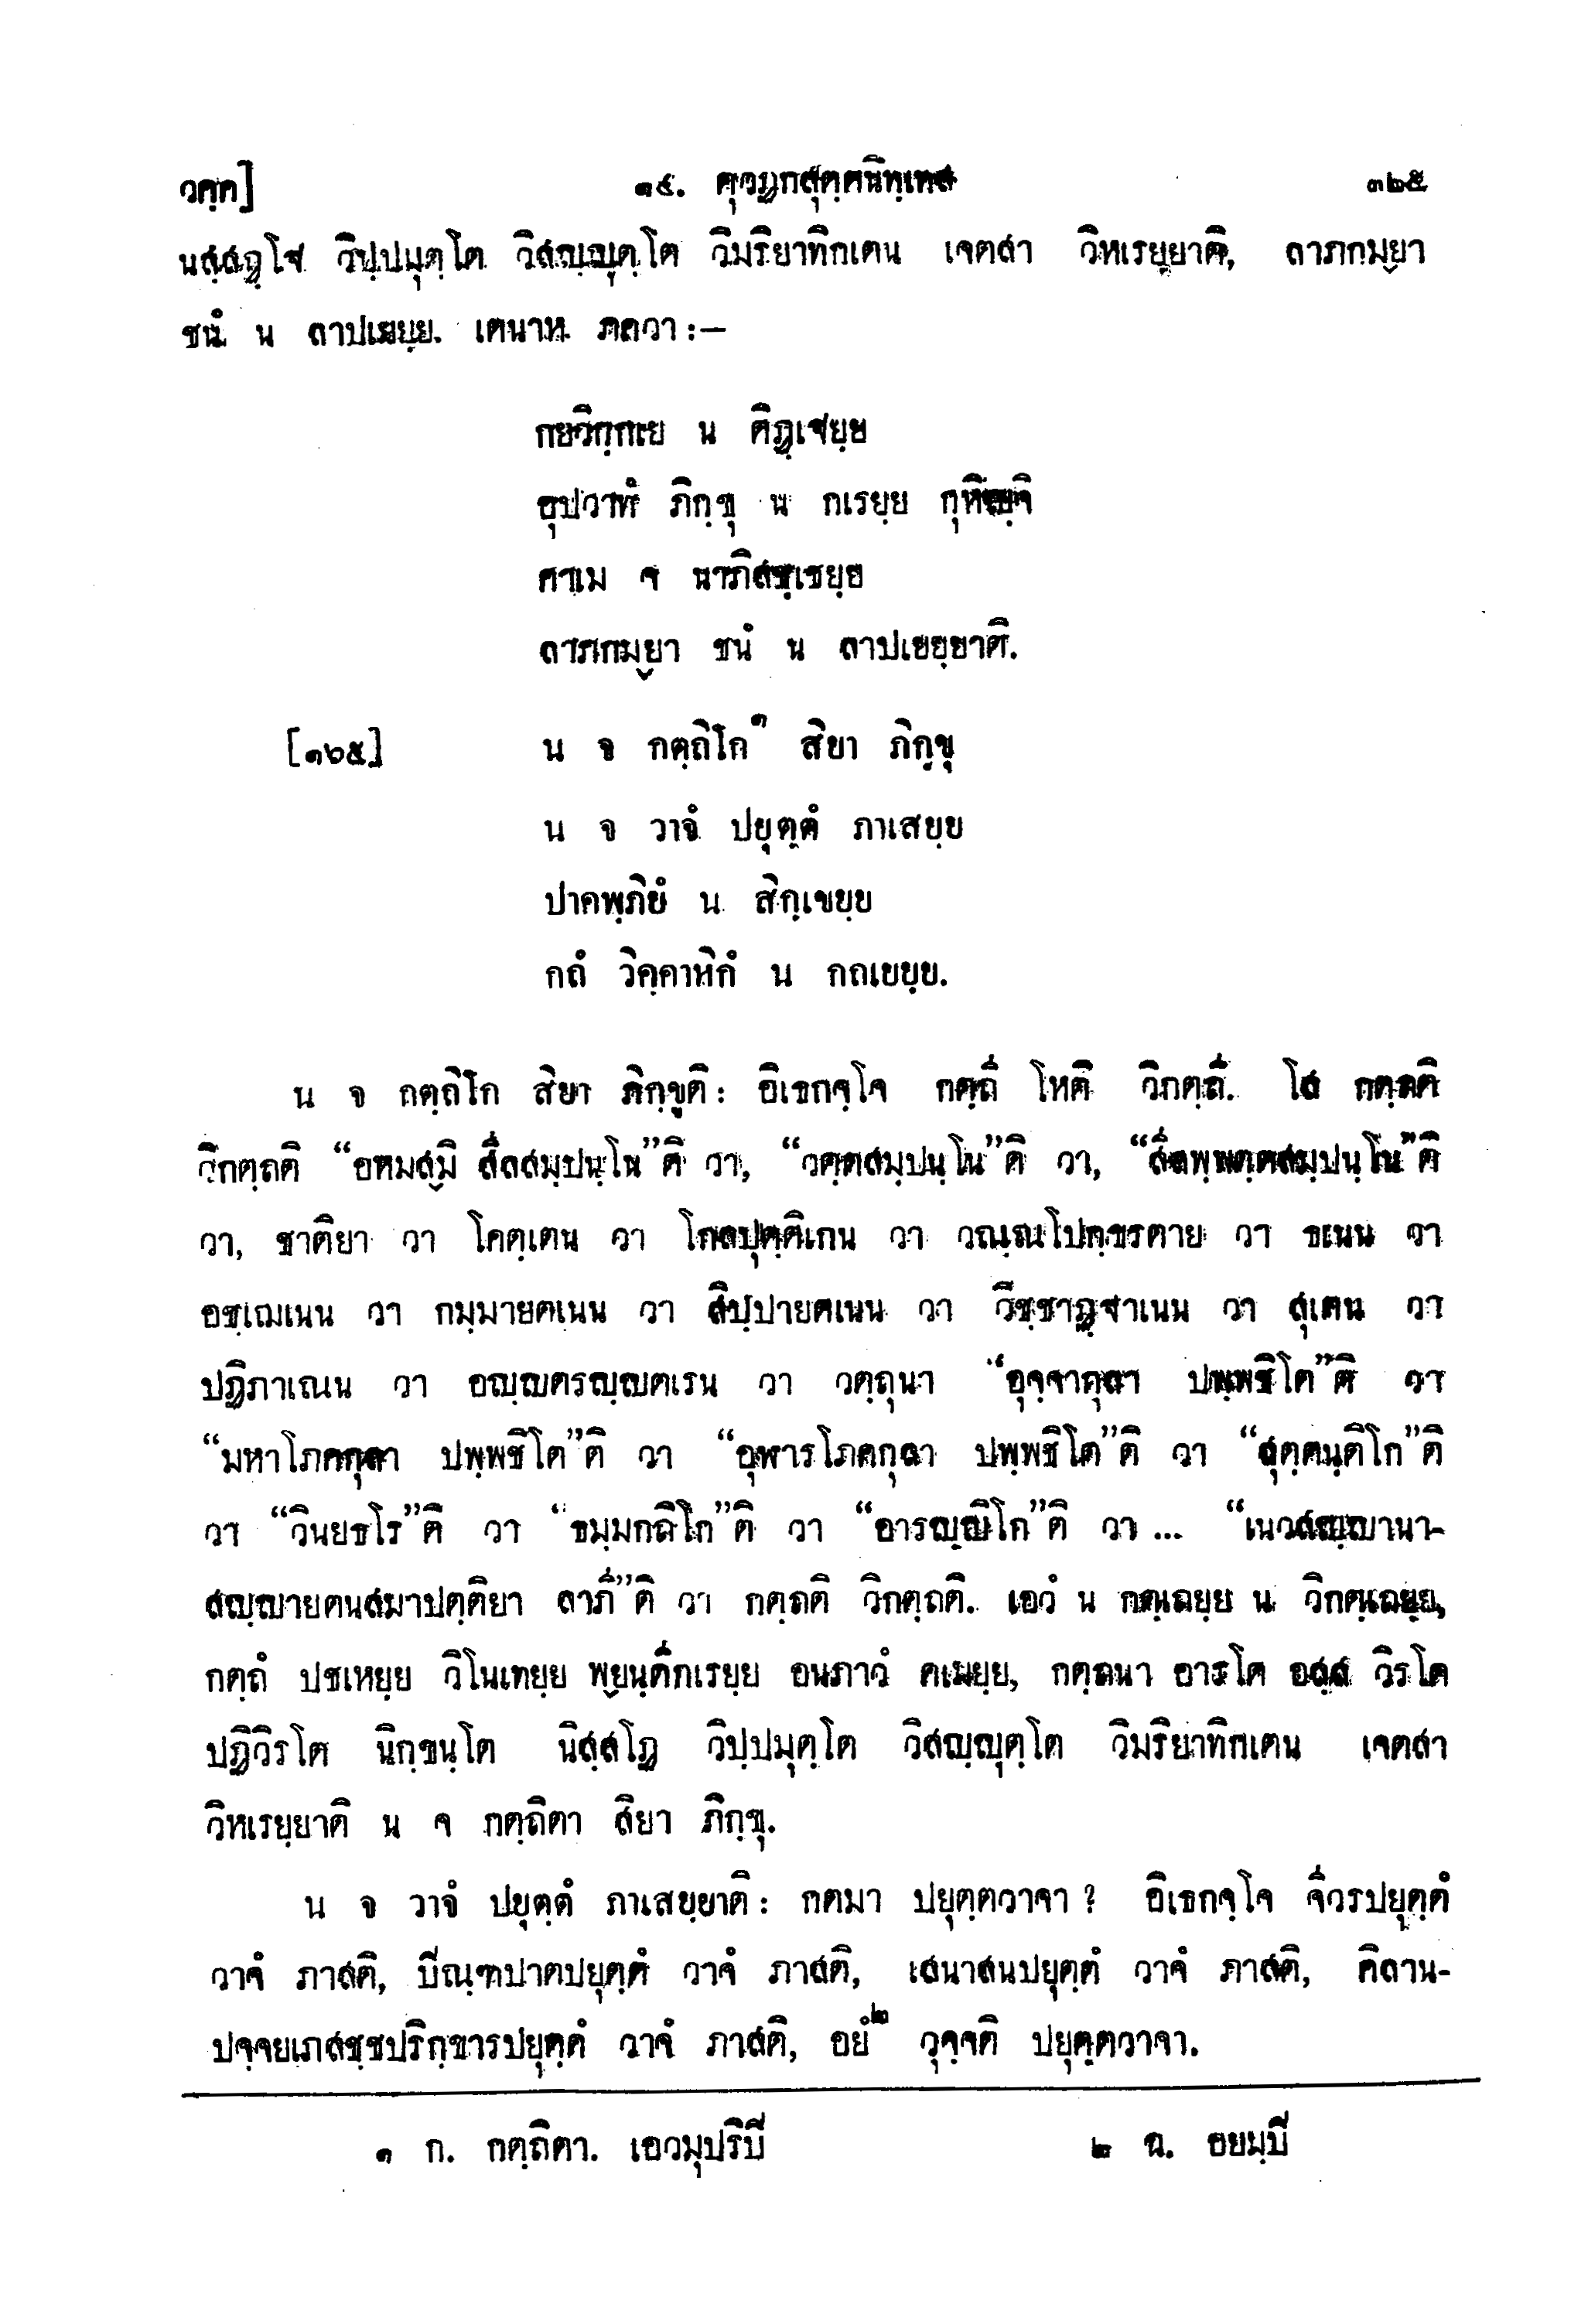 วคฺค]	๑๔. ตุวฏกสุตฺตนิทฺเทส	๓๒๕
นสฺสฏฺโฐ วิปฺปมุตฺโต วิสญฺญุตฺโต วิมริยาทิกเตน เจตสา วิหเรยฺยาติ, ลาภกมฺยา
ชนํ น ลาปเยยฺย. เตนาห ภควา :—
กยวิกฺกเย น ติฏฺเฐยฺย
อุปวาทํ ภิกฺขุ น กเรยฺย กุหิญฺจิ
คาเม จ นาภิสชฺเชยฺย
ลาภกมฺยา ชนํ น ลาปเยยฺยาติ.
[๑๖๕] น จ กตฺถิโก๑ สิยา ภิกฺขุ
น จ วาจํ ปยุตฺตํ ภาเสยฺย
ปาคพฺภิยํ น สิกฺเขยฺย
กถํ วิคฺคาหิกํ น กถเยยฺย.
น จ กตฺถิโก สิยา ภิกฺขูติ : อิเธกจฺโจ กตฺถี โหติ วิกตฺถี. โส กตฺถติ
วิกตฺถติ “อหมสฺมิ สีลสมฺปนฺโน”ติ วา, “วตฺตสมฺปนฺโน”ติ วา, “สีลพฺพตฺตสมฺปนฺโน”ติ
วา, ชาติยา วา โคตฺเตน วา โกลปุตฺติเกน วา วณฺณโปกฺขรตาย วา ธเนน วา
อชฺเฌเนน วา กมฺมายตเนน วา สิปฺปายตเนน วา วิชฺชาฏฺฐาเนน วา สุเตน วา
ปฏิภาเณน วา อญฺญตรญฺญตเรน วา วตฺถุนา “อุจฺจากุลา ปพฺพชิโต”ติ วา
“มหาโภคกุลา ปพฺพชิโต”ติ วา “อุฬารโภคกุลา ปพฺพชิโต”ติ วา “สุตฺตนฺติโก”ติ
วา “วินยธโร”ติ วา “ธมฺมกถิโก”ติ วา “อารญฺญิโก”ติ วา ... “เนวสญฺญานา-
สญฺญายตนสมาปตฺติยา ลาภี”ติ วา กตฺถติ วิกตฺถติ. เอวํ น กตฺเถยฺย น วิกตฺเถยฺย,
กตฺถํ ปชเหยฺย วิโนเทยฺย พฺยนฺตีกเรยฺย อนภาวํ คเมยฺย, กตฺถนา อารโต อสฺส วิรโต
ปฏิวิรโต นิกฺขนฺโต นิสฺสโฏ วิปฺปมุตฺโต วิสญฺญุตฺโต วิมริยาทิกเตน เจตสา
วิหเรยฺยาติ น จ กตฺถิตา สิยา ภิกฺขุ.
น จ วาจํ ปยุตฺตํ ภาเสยฺยาติ : กตมา ปยุตฺตวาจา ? อิเธกจฺโจ จีวรปยุตฺตํ
วาจํ ภาสติ, ปิณฺฑปาตปยุตฺตํ วาจํ ภาสติ, เสนาสนปยุตฺตํ วาจํ ภาสติ, คิลาน-
ปจฺจยเภสชฺชปริกฺขารปยุตฺตํ วาจํ ภาสติ, อยํ๒ วุจฺจติ ปยุตฺตวาจา.
๑ ก. กตฺถิตา. เอวมุปริปิ	๒ ฉ. อยมฺปิ